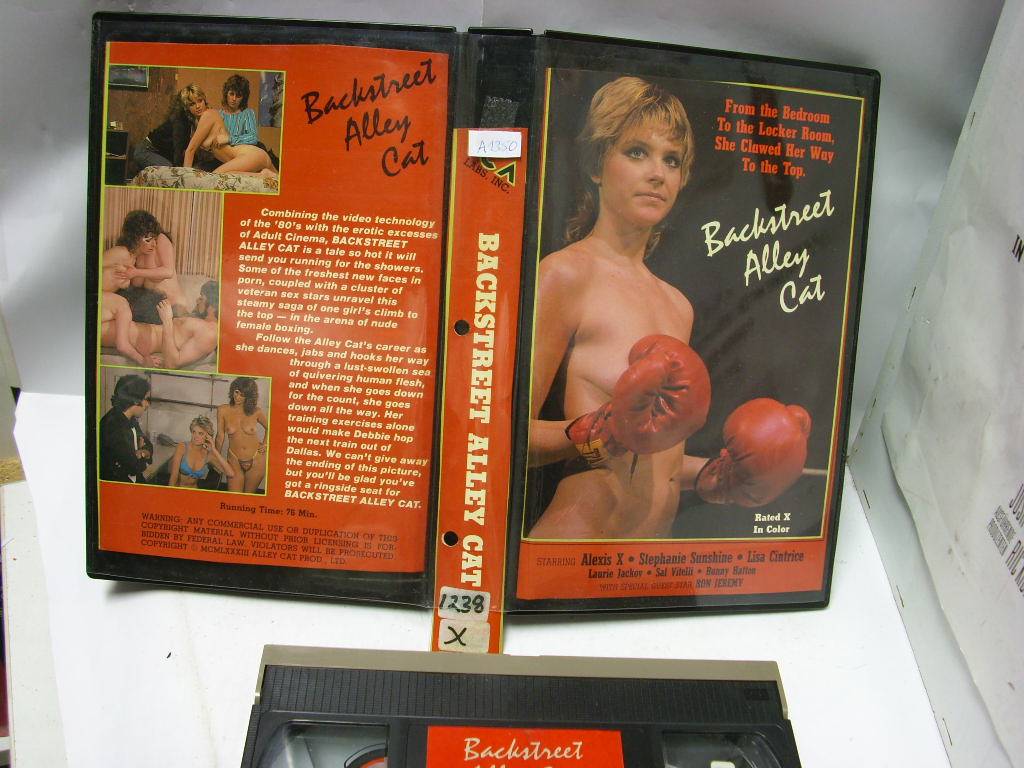 Backstreet
Alley
Cat
Combining the video technology
of the '80's with the erotic excesses
of Adult Cinema, BACKSTREET
ALLEY CAT is a tale so hot it will
send you running for the showers.
Some of the freshest new faces in
porn, coupled with a cluster of
veteran sex stars unravel this
steamy saga of one girl's climb to
the top — in the arena of nude
female boxing.
Follow the Alley Cat's career as
she dances, jabs and hooks her way
through a lust-swollen sea
of quivering human flesh,
and when she goes down
for the count, she goes
down all the way. Her
training exercises alone
would make Debbie hop
the next train out of
Dallas. We can't give away
the ending of this picture,
but you'll be glad you've
got a ringside seat for
BACKSTREET ALLEY CAT.
Running Time: 76 Min.
WARNING: ANY COMMERCIAL USE OR DUPLICATION OF THIS
COPYRIGHT MATERIAL WITHOUT PRIOR LICENSING IS FOR-
BIDDEN BY FEDERAL LAW. VIOLATORS WILL BE PROSECUTED
COPYRIGHT © MCMLXXXIII ALLEY CAT PROD., LTD.
A1350
LABS, INC.
BACKSTREET ALLEY CAT
1238
X
From the Bedroom
To the Locker Room,
She Clawed Her Way
To the Top.
Backstreet
Alley
Cat
Rated X
In Color
STARRING Alexis X • Stephanie Sunshine • Lisa Cintrice
Laurie Jackov • Sal Vitelli • Bunny Hatton
WITH SPECIAL GUEST STAR RON JEREMY
Backstreet